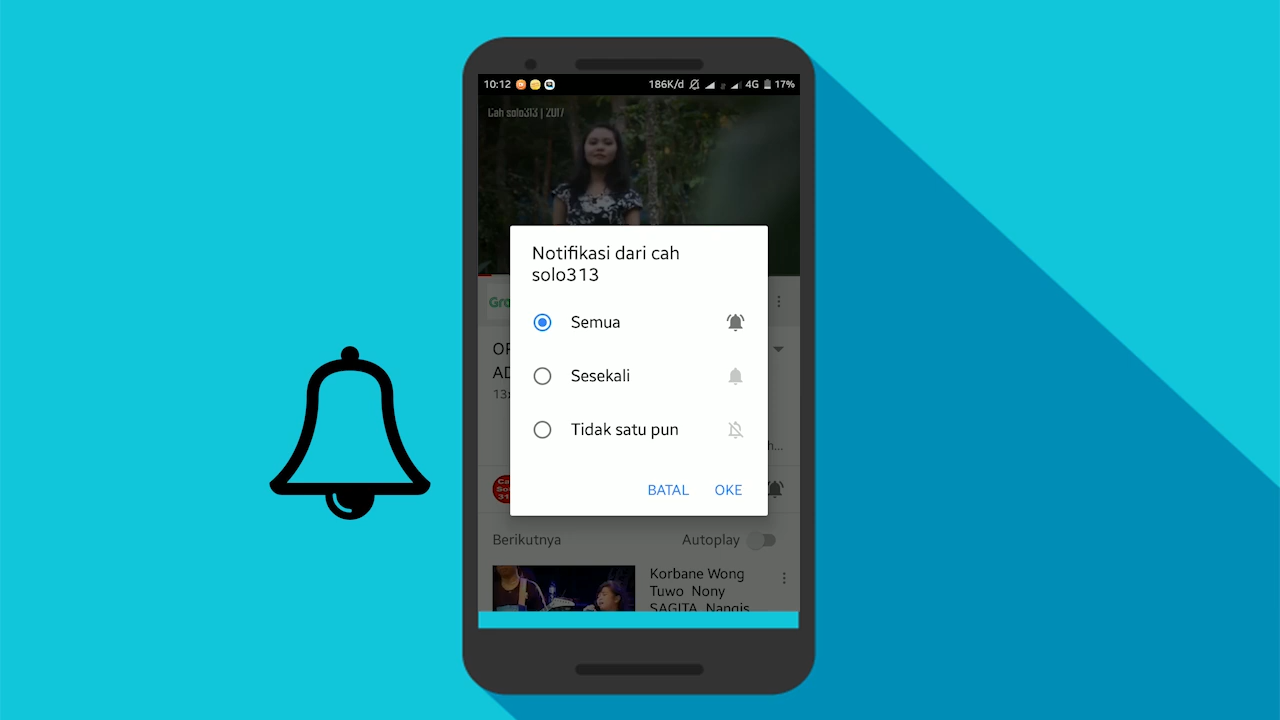 10:12 186K/d 4G 17%
Cah solo313 | 2017
Notifikasi dari cah
solo313
Semua
Sesekali
Tidak satu pun
BATAL OKE
Berikutnya Autoplay
Korbane Wong
Tuwo Nony
SAGITA Nangis